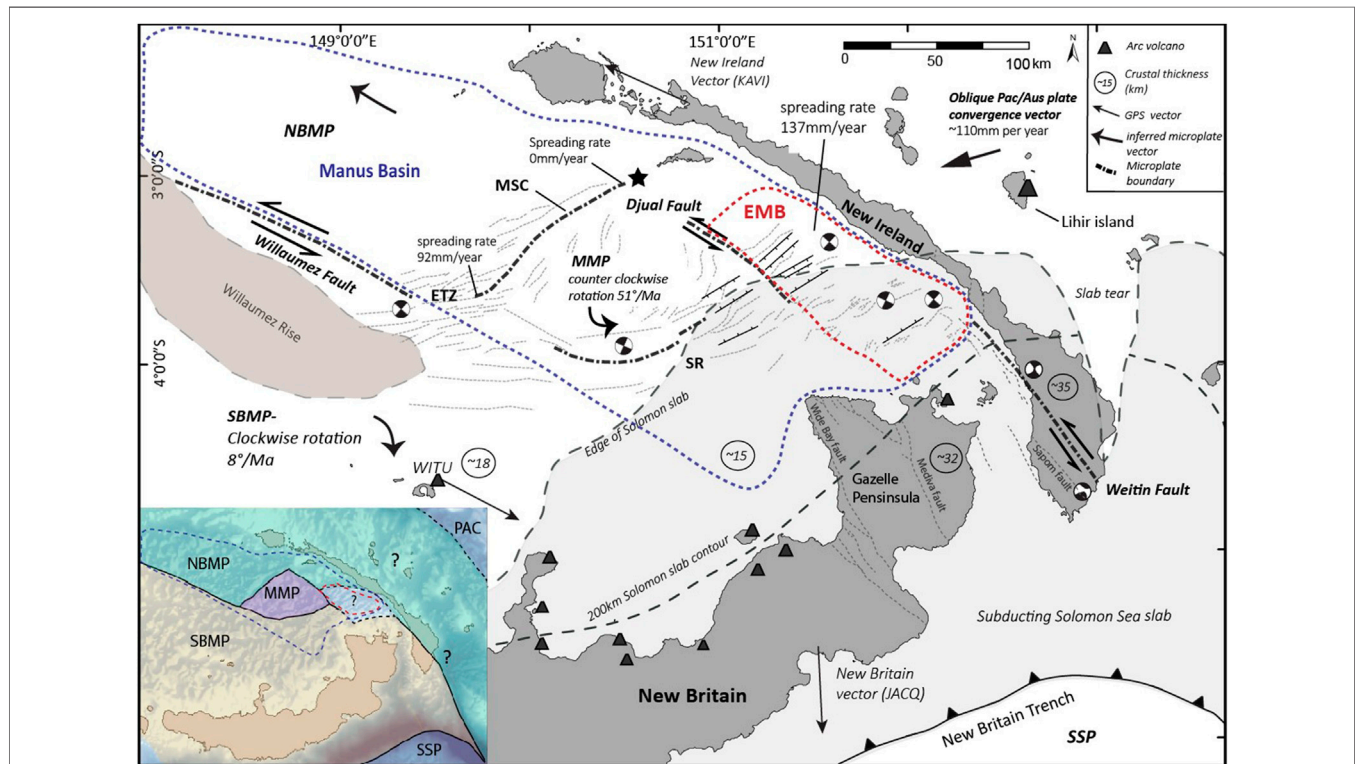 149°0'0"E
151°0'0"E
New Ireland
Vector (KAVI)
0
50
100 km
N
Arc volcano
~15
Crustal thickness
(km)
GPS vector
inferred microplate
vector
Microplate
boundary
NBMP
Manus Basin
3°0'0"S
4°0'0"S
Spreading rate
0mm/year
MSC
spreading rate
137mm/year
Oblique Pac/Aus plate
convergence vector
~110mm per year
Lihir island
Djual Fault
EMB
New Ireland
Willaumez Fault
spreading rate
92mm/year
ETZ
MMP
counter clockwise
rotation 51°/Ma
Slab tear
Willaumez Rise
SR
~35
SBMP-
Clockwise rotation
8°/Ma
Edge of Solomon slab
WITU
~18
~15
Wide Bay fault
~32
Mediva fault
Gazelle
Pensinsula
Sapom fault
Weitin Fault
200km Solomon slab contour
Subducting Solomon Sea slab
New Britain
New Britain
vector (JACQ)
New Britain Trench
SSP
PAC
?
NBMP
MMP
?
SBMP
?
SSP